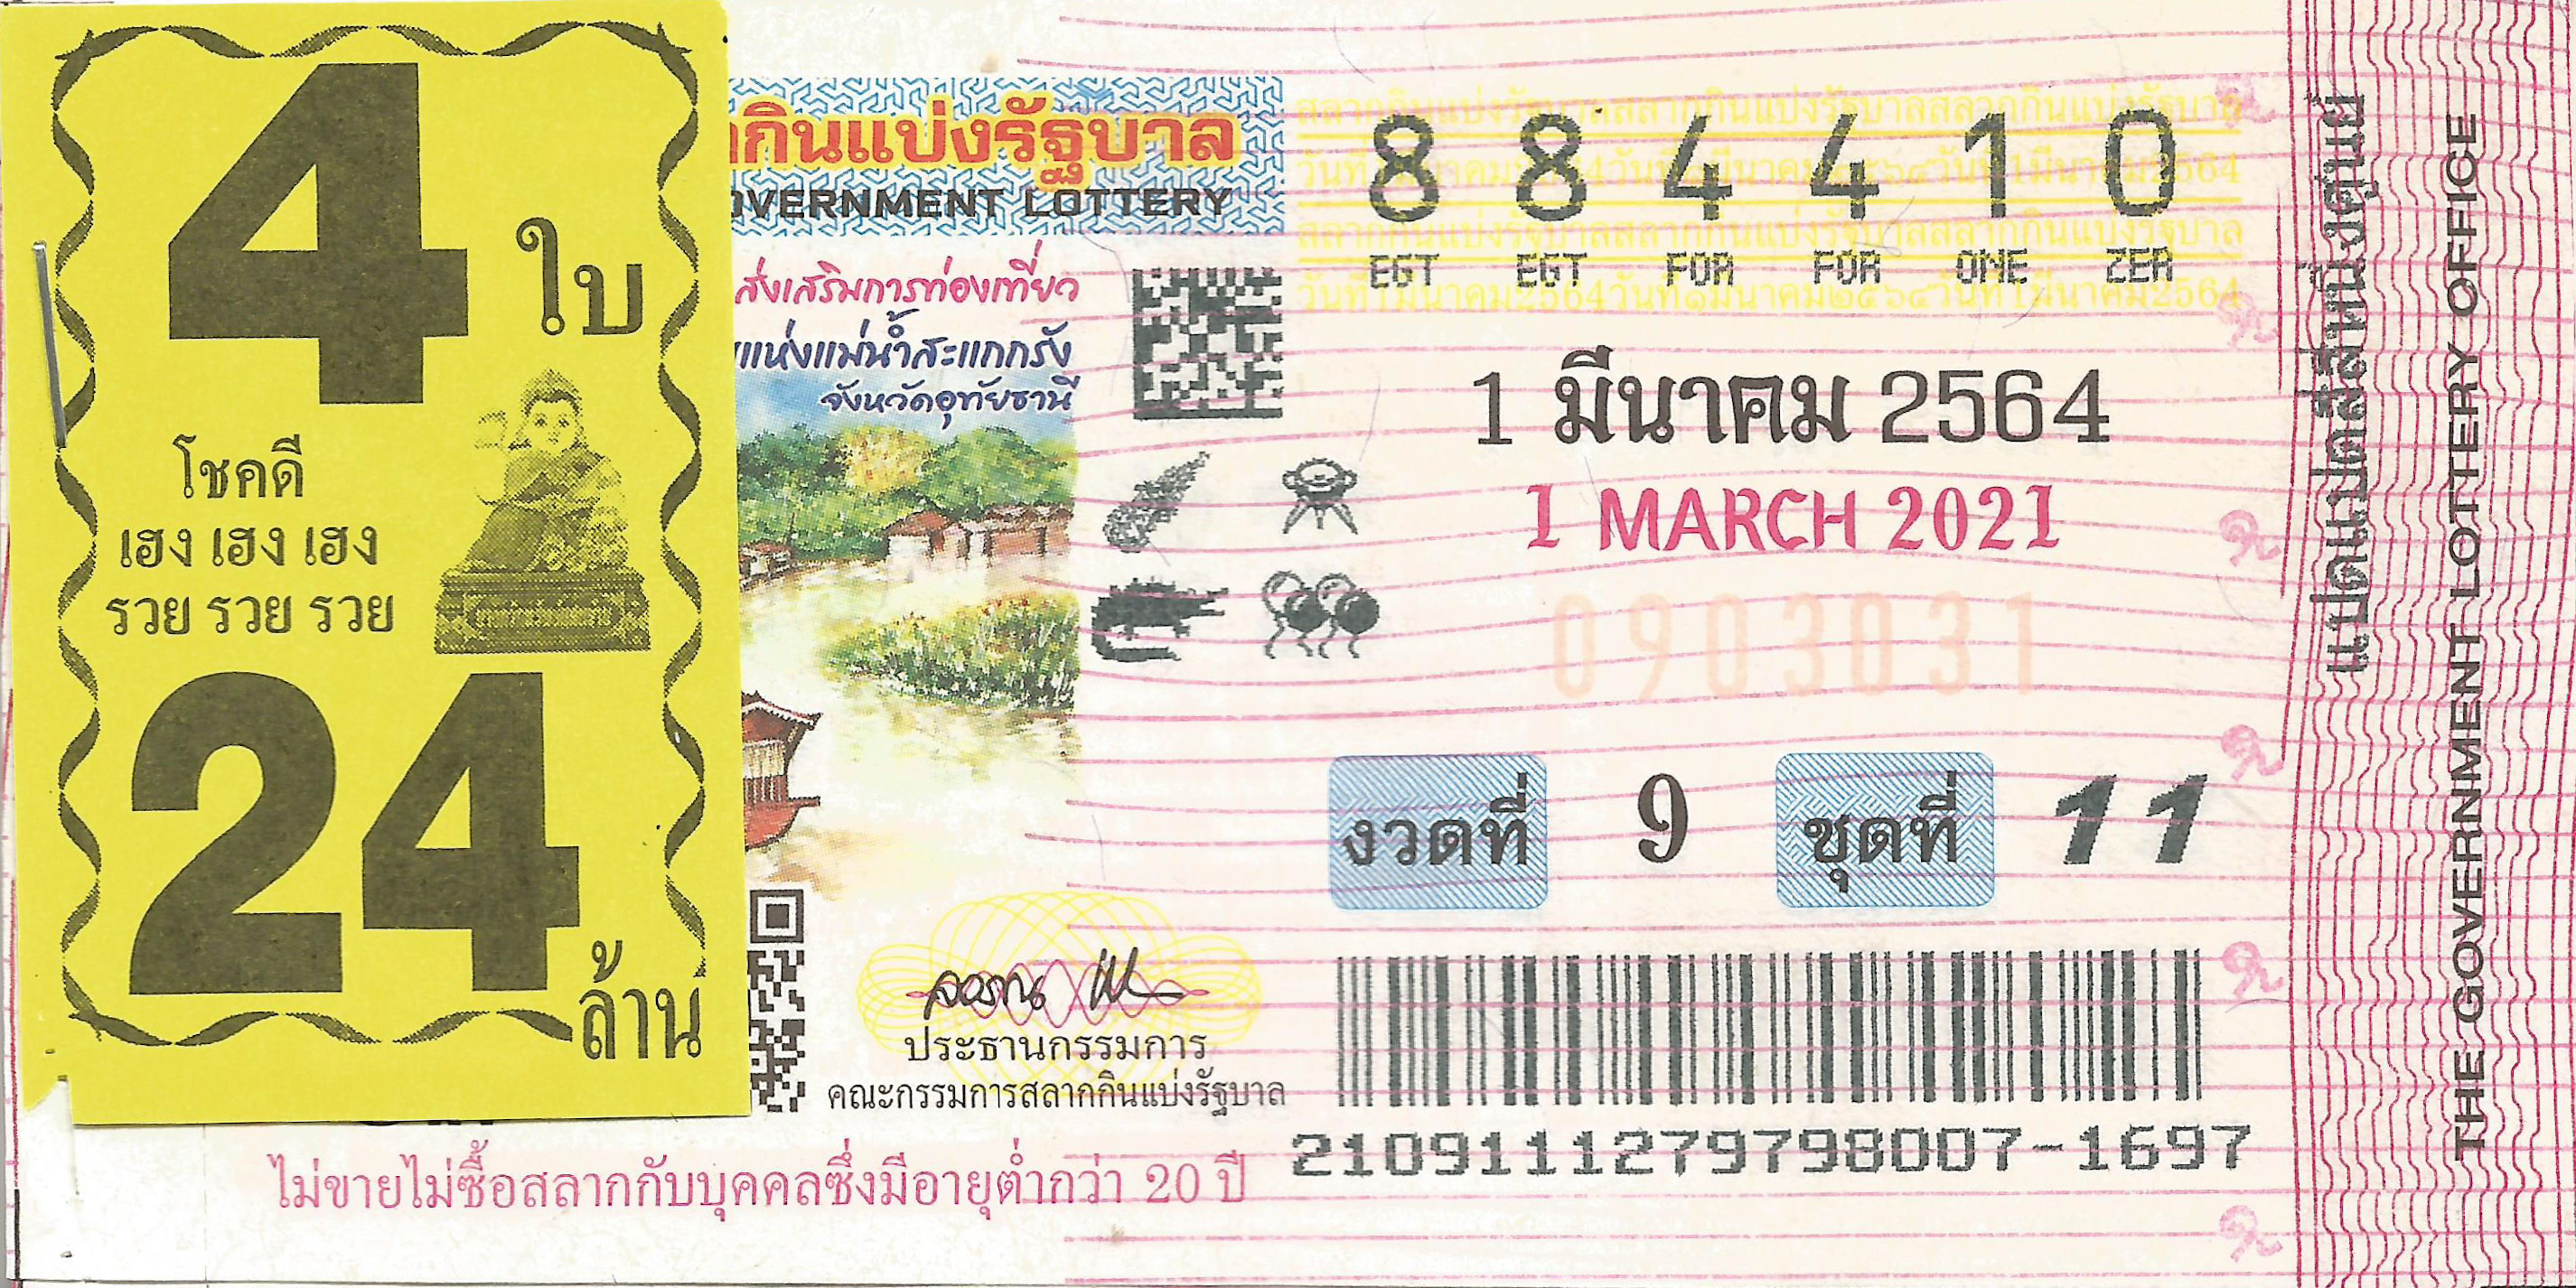 4 ใบ
โชคดี
เฮง เฮง เฮง
รวย รวย รวย
24
ล้าน
กินแบ่งรัฐบาล
OVERNMENT LOTTERY
ส่งเสริมการท่องเที่ยว
แห่งแม่น้ำสะแกกรัง
จังหวัดอุทัยธานี
8 8 4 4 1 0
EGT EGT FOR FOR ONE ZER
1 มีนาคม 2564
1 MARCH 2021
0903031
งวดที่ 9 ชุดที่ 11
ประธานกรรมการ
คณะกรรมการสลากกินแบ่งรัฐบาล
2109111279798007-1697
ไม่ขายไม่ซื้อสลากกับบุคคลซึ่งมีอายุต่ำกว่า 20 ปี
แปดแปดสี่สี่หนึ่งศูนย์
THE GOVERNMENT LOTTERY OFFICE